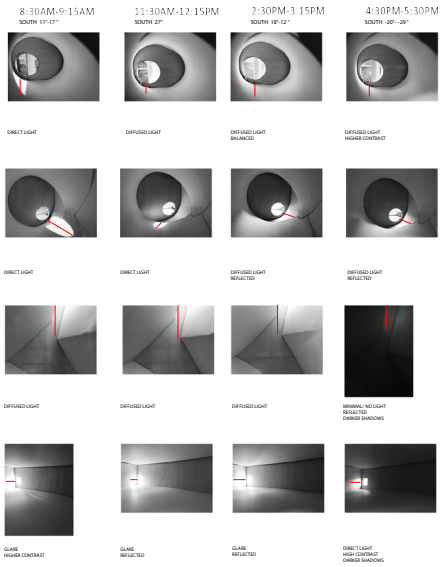 8:30AM-9:15AM
SOUTH 11°-17°
11:30AM-12:15PM
SOUTH 27°
2:30PM-3:15PM
SOUTH 18°-12°
4:30PM-5:30PM
SOUTH -20°--29°
DIRECT LIGHT
DIFFUSED LIGHT
DIFFUSED LIGHT
BALANCED
DIFFUSED LIGHT
HIGHER CONTRAST
DIRECT LIGHT
DIRECT LIGHT
DIFFUSED LIGHT
REFLECTED
DIFFUSED LIGHT
REFLECTED
DIFFUSED LIGHT
DIFFUSED LIGHT
DIFFUSED LIGHT
MINIMAL/ NO LIGHT
REFLECTED
DARKER SHADOWS
GLARE
HIGHER CONTRAST
GLARE
REFLECTED
GLARE
REFLECTED
DIRECT LIGHT
HIGH CONTRAST
DARKER SHADOWS